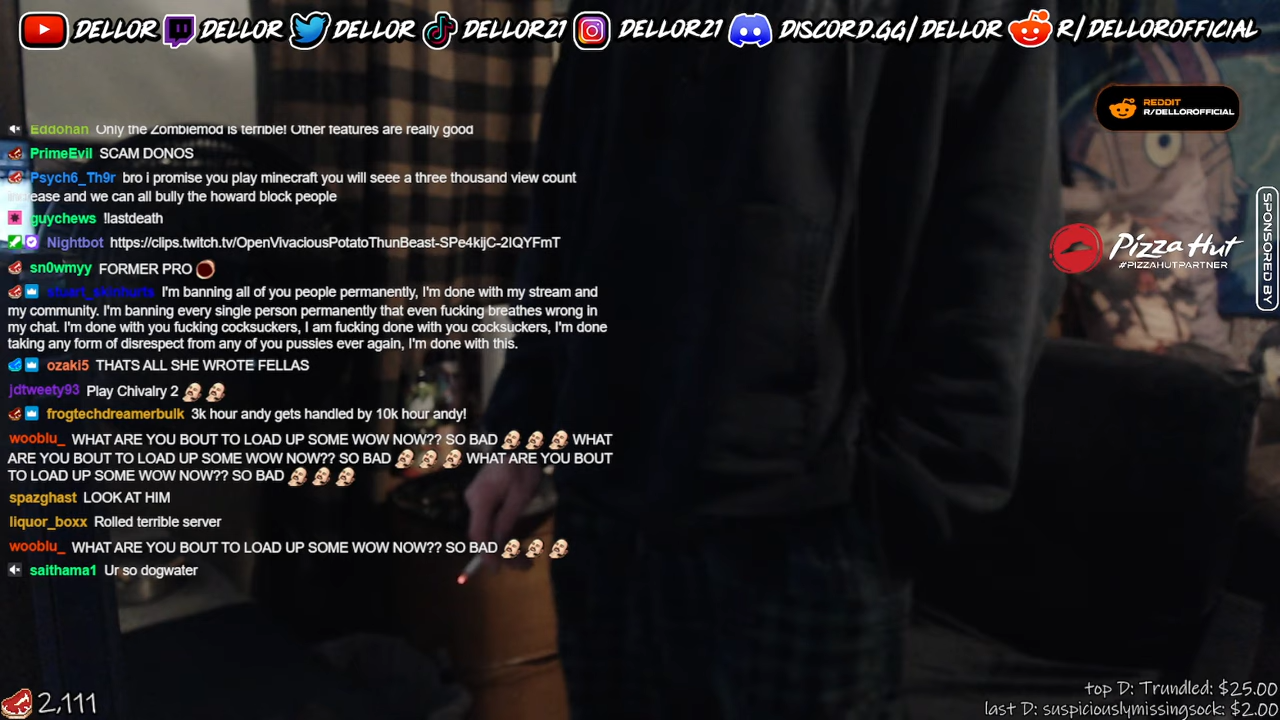 DELLOR DELLOR DELLOR DELLOR21 DELLOR21 DISCORD.GG/DELLOR R/DELLOROFFICIAL
REDDIT
R/DELLOROFFICIAL
Eddohan Only the Zombiemod is terrible! Other features are really good
PrimeEvil SCAM DONOS
Psych6_Th9r bro i promise you play minecraft you will seee a three thousand view count
increase and we can all bully the howard block people
guychews !lastdeath
Nightbot https://clips.twitch.tv/OpenVivaciousPotatoThunBeast-SPe4kijC-2IQYFmT
sn0wmyy FORMER PRO
I'm banning all of you people permanently, I'm done with my stream and
my community. I'm banning every single person permanently that even fucking breathes wrong in
my chat. I'm done with you fucking cocksuckers, I am fucking done with you cocksuckers, I'm done
taking any form of disrespect from any of you pussies ever again, I'm done with this.
ozaki5 THATS ALL SHE WROTE FELLAS
jdtweety93 Play Chivalry 2
frogtechdreamerbulk 3k hour andy gets handled by 10k hour andy!
wooblu_ WHAT ARE YOU BOUT TO LOAD UP SOME WOW NOW?? SO BAD WHAT
ARE YOU BOUT TO LOAD UP SOME WOW NOW?? SO BAD WHAT ARE YOU BOUT
TO LOAD UP SOME WOW NOW?? SO BAD
spazghast LOOK AT HIM
liquor_boxx Rolled terrible server
wooblu_ WHAT ARE YOU BOUT TO LOAD UP SOME WOW NOW?? SO BAD
saithama1 Ur so dogwater
SPONSORED BY
Pizza Hut
#PIZZAHUTPARTNER
2,111
top D: Trundled: $25.00
last D: suspiciouslymissingsock: $2.00